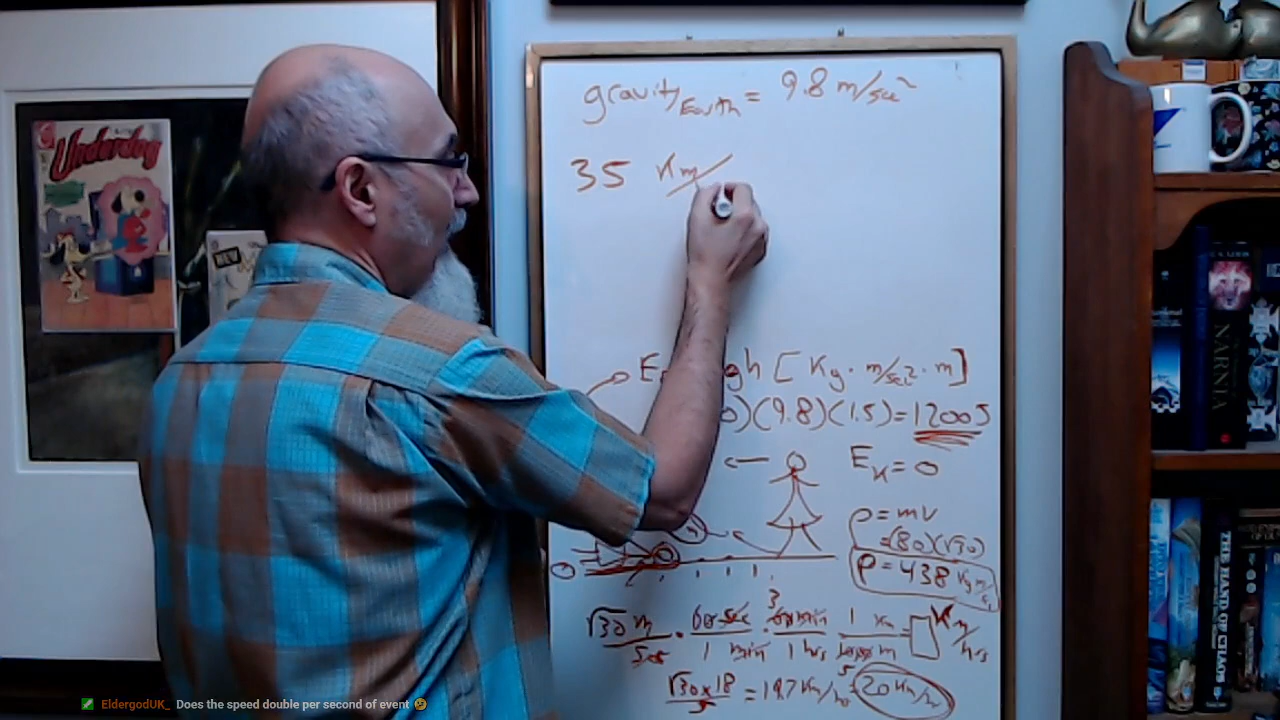 Underdog
NEW
gravity Earth = 9.8 m/sec²
35 Km/
gh [Kg · m/sec² · m]
)(9.8)(1.5) = 1200J
E_K = 0
ρ = mv
= (80)(√30)
ρ = 438 Kg m/s
√30 m · 60 sec · 60 min 1 Km = Km/hrs
3
1 min 1 hrs 1000 m
√30 x 18 = 19.7 Km/hr 20 Km/hr
5
NARNIA
THE HAND OF CHAOS
EldergodUK_ Does the speed double per second of event 🤔